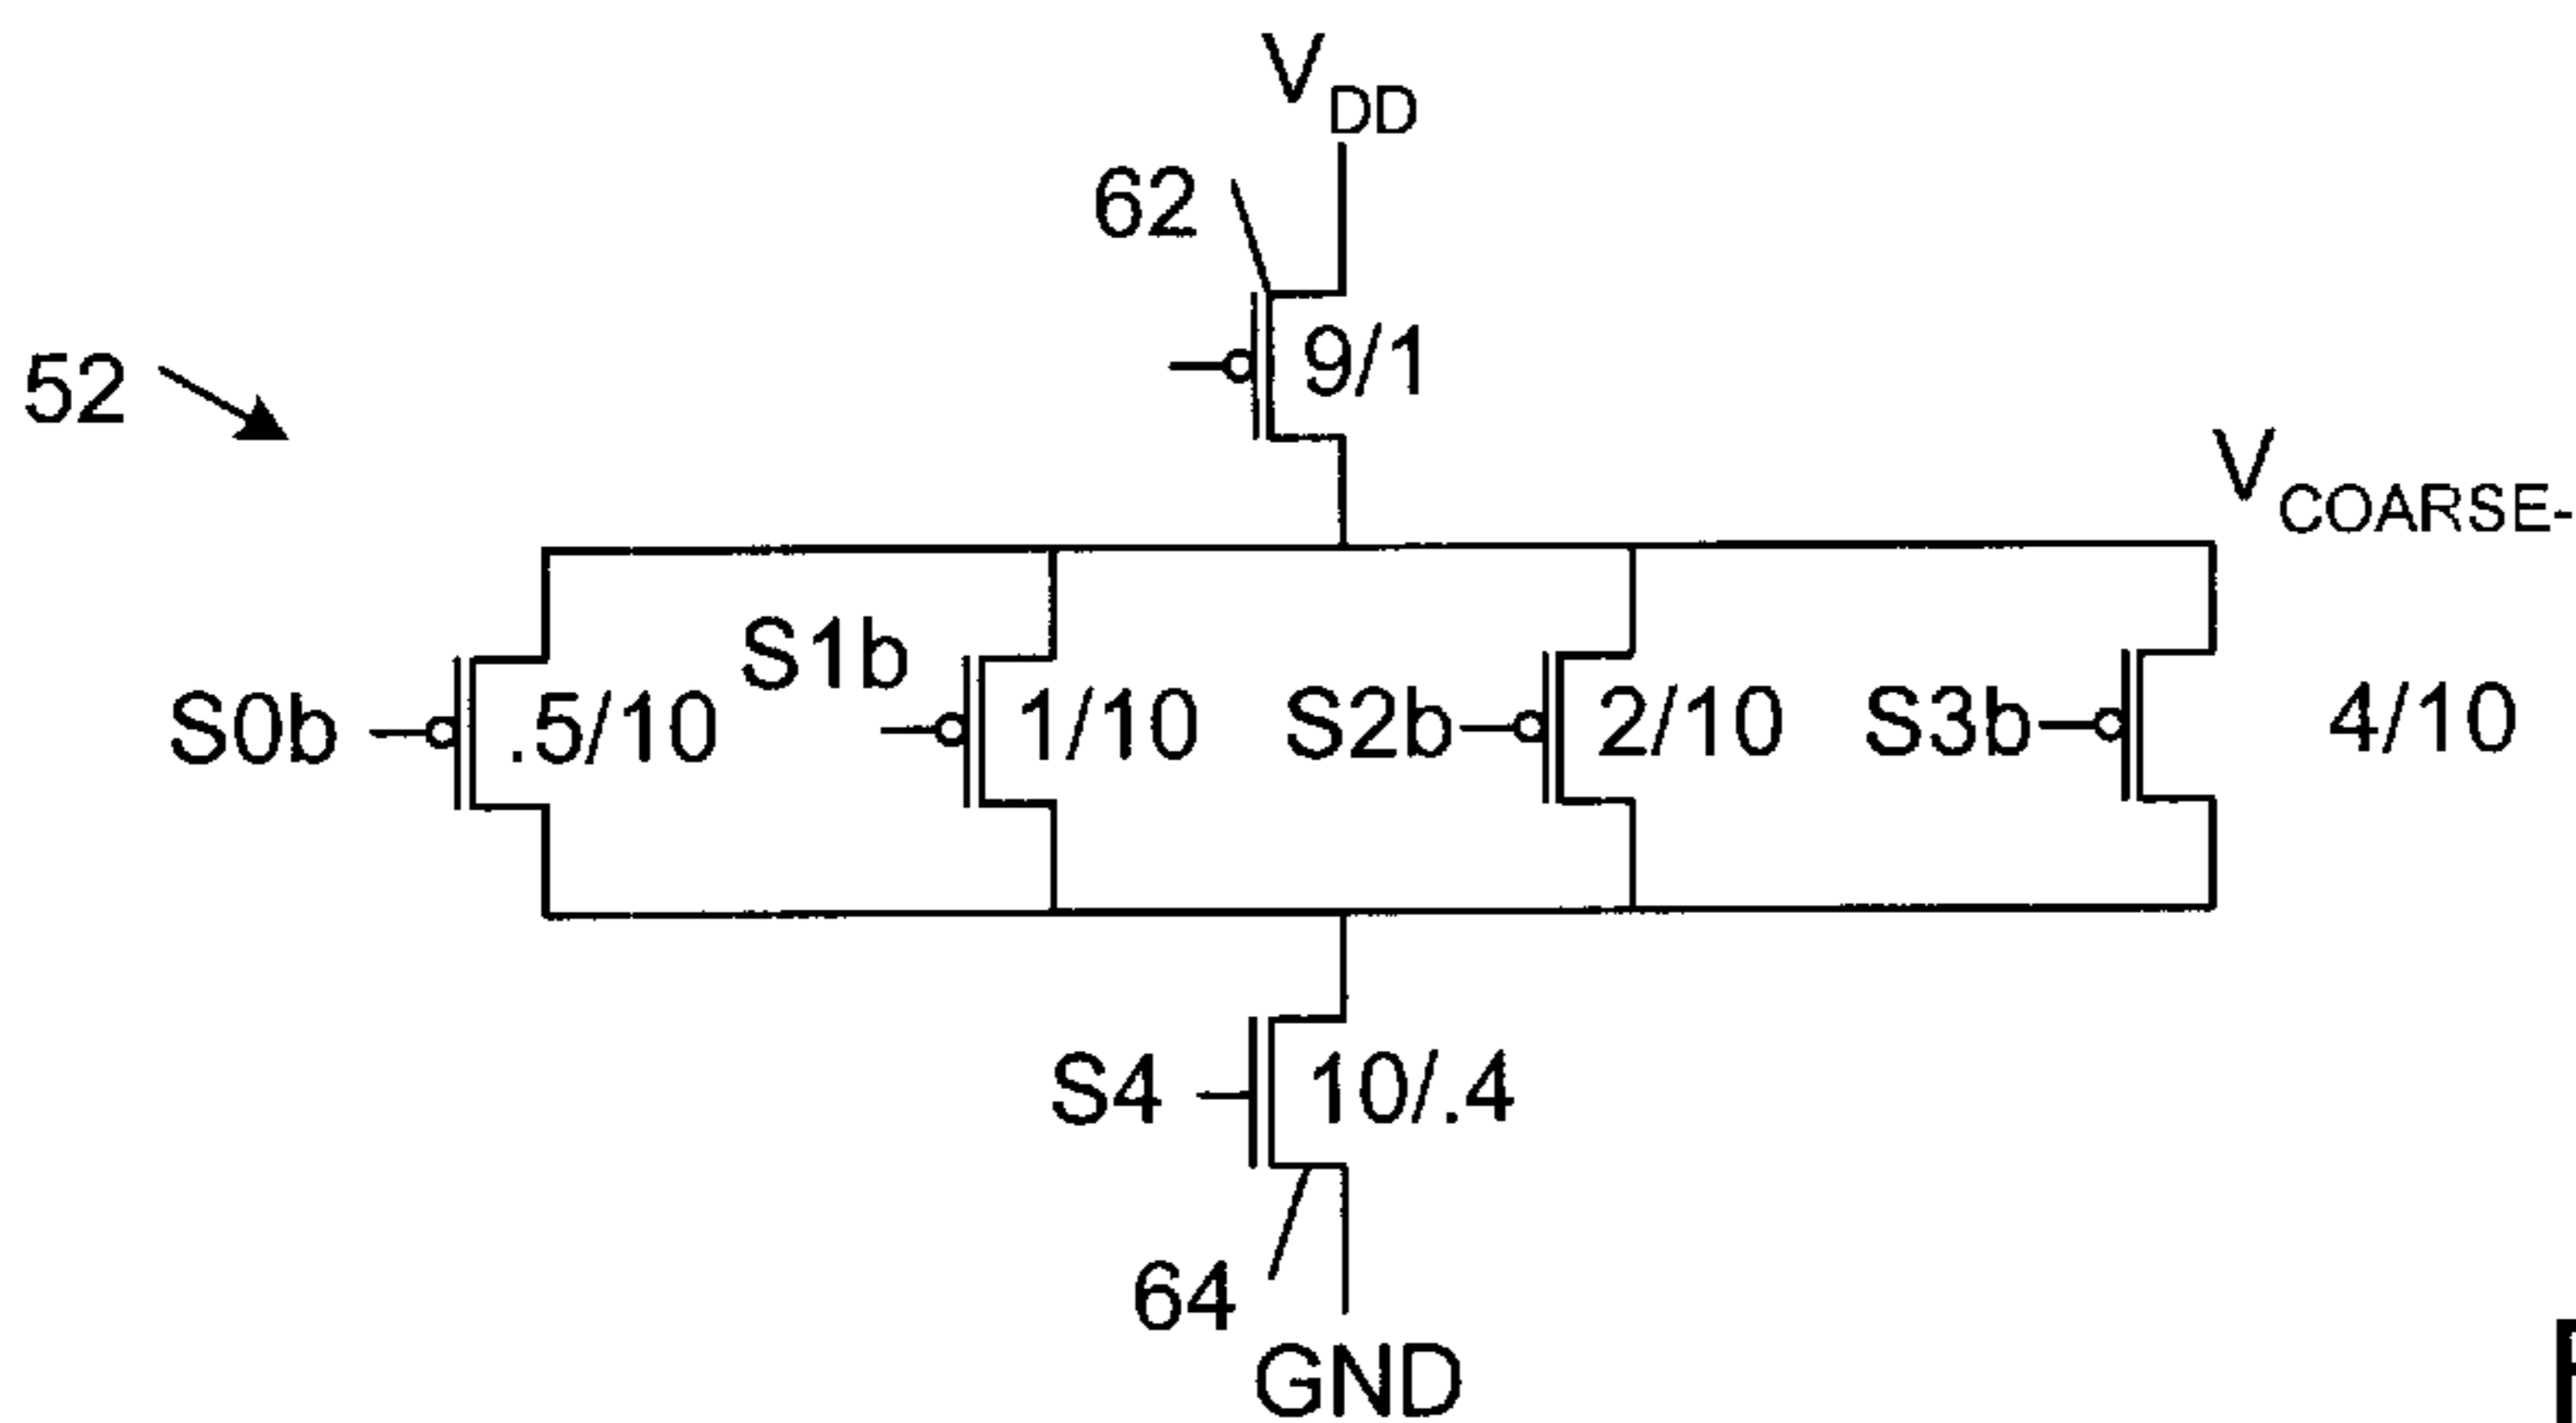 VDD
62
9/1
52
VCOARSE-
S0b
.5/10
S1b
1/10
S2b
2/10
S3b
4/10
S4
10/.4
64
GND